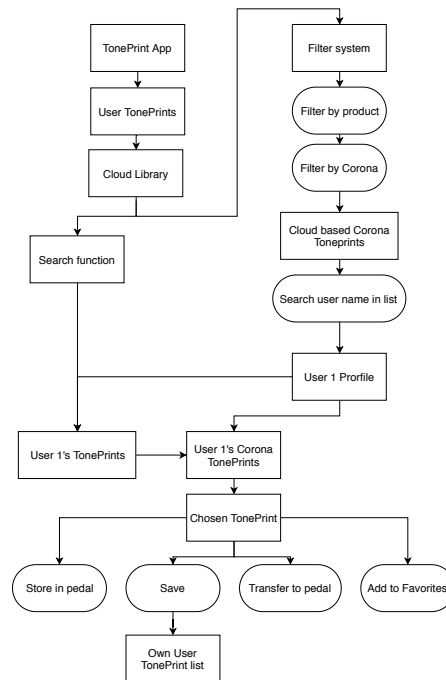 TonePrint App
Filter system
User TonePrints
Filter by product
Cloud Library
Filter by Corona
Search function
Cloud based Corona
Toneprints
Search user name in list
User 1 Prorfile
User 1's TonePrints
User 1's Corona
TonePrints
Chosen TonePrint
Store in pedal
Save
Transfer to pedal
Add to Favorites
Own User
TonePrint list